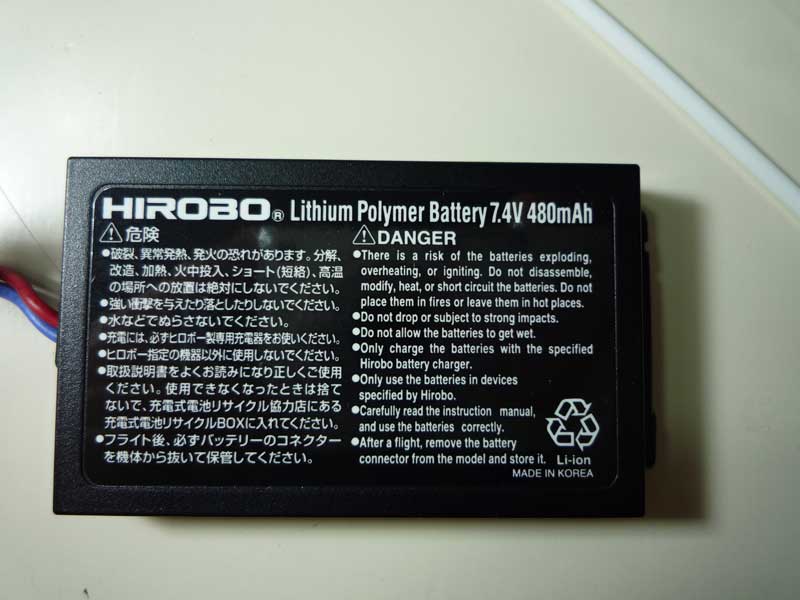 HIROBO® Lithium Polymer Battery 7.4V 480mAh
⚠危険
●破裂、異常発熱、発火の恐れがあります。分解、
改造、加熱、火中投入、ショート(短絡)、高温
の場所への放置は絶対にしないでください。
●強い衝撃を与えたり落としたりしないでください。
●水などでぬらさないでください。
●充電には、必ずヒロボー製専用充電器をお使いください。
●ヒロボー指定の機器以外に使用しないでください。
●取扱説明書をよくお読みになり正しくご使用
ください。使用できなくなったときは捨て
ないで、充電式電池リサイクル協力店にある
充電式電池リサイクルBOXに入れてください。
●フライト後、必ずバッテリーのコネクター
を機体から抜いて保管してください。
⚠DANGER
●There is a risk of the batteries exploding,
overheating, or igniting. Do not disassemble,
modify, heat, or short circuit the batteries. Do not
place them in fires or leave them in hot places.
●Do not drop or subject to strong impacts.
●Do not allow the batteries to get wet.
●Only charge the batteries with the specified
Hirobo battery charger.
●Only use the batteries in devices
specified by Hirobo.
●Carefully read the instruction manual,
and use the batteries correctly.
●After a flight, remove the battery
connector from the model and store it.
Li-ion
MADE IN KOREA